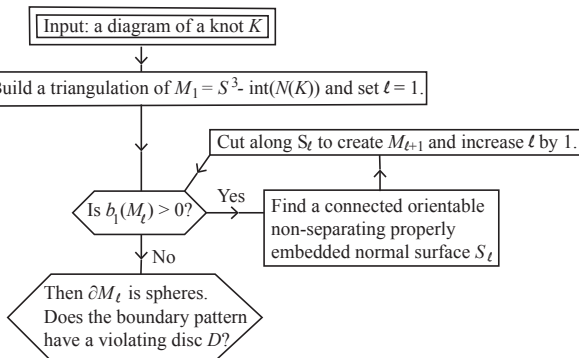 Input: a diagram of a knot K
uild a triangulation of M₁ = S³- int(N(K)) and set ℓ = 1.
Cut along Sℓ to create Mℓ₊₁ and increase ℓ by 1.
Is b₁(Mℓ) > 0?
Yes
Find a connected orientable
non-separating properly
embedded normal surface Sℓ
No
Then ∂Mℓ is spheres.
Does the boundary pattern
have a violating disc D?